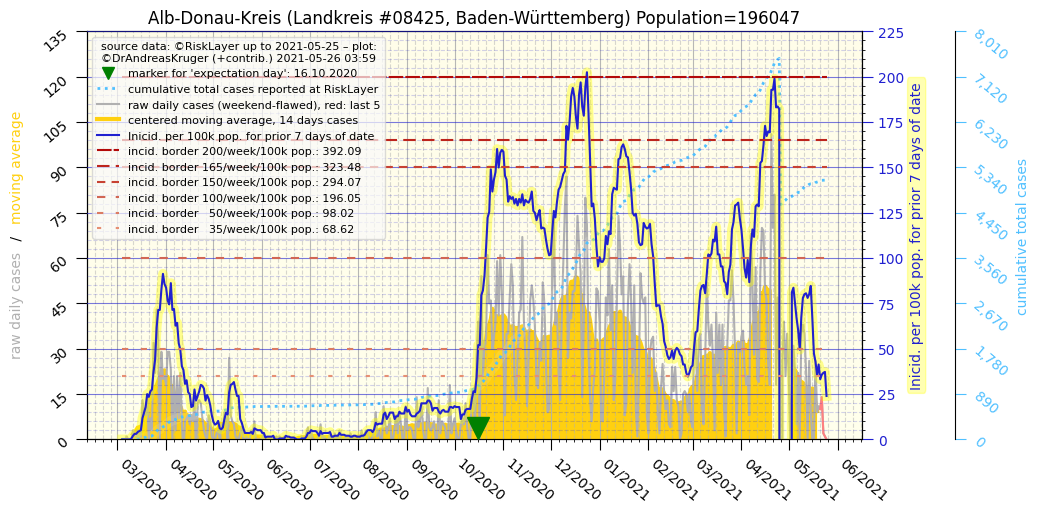 Alb-Donau-Kreis (Landkreis #08425, Baden-Württemberg) Population=196047
source data: ©RiskLayer up to 2021-05-25 – plot:
©DrAndreasKruger (+contrib.) 2021-05-26 03:59
marker for 'expectation day': 16.10.2020
cumulative total cases reported at RiskLayer
raw daily cases (weekend-flawed), red: last 5
centered moving average, 14 days cases
Inicid. per 100k pop. for prior 7 days of date
incid. border 200/week/100k pop.: 392.09
incid. border 165/week/100k pop.: 323.48
incid. border 150/week/100k pop.: 294.07
incid. border 100/week/100k pop.: 196.05
incid. border 50/week/100k pop.: 98.02
incid. border 35/week/100k pop.: 68.62
raw daily cases / moving average
135
120
105
90
75
60
45
30
15
0
225
200
175
150
125
100
75
50
25
0
Inicid. per 100k pop. for prior 7 days of date
8,010
7,120
6,230
5,340
4,450
3,560
2,670
1,780
890
0
cumulative total cases
03/2020
04/2020
05/2020
06/2020
07/2020
08/2020
09/2020
10/2020
11/2020
12/2020
01/2021
02/2021
03/2021
04/2021
05/2021
06/2021